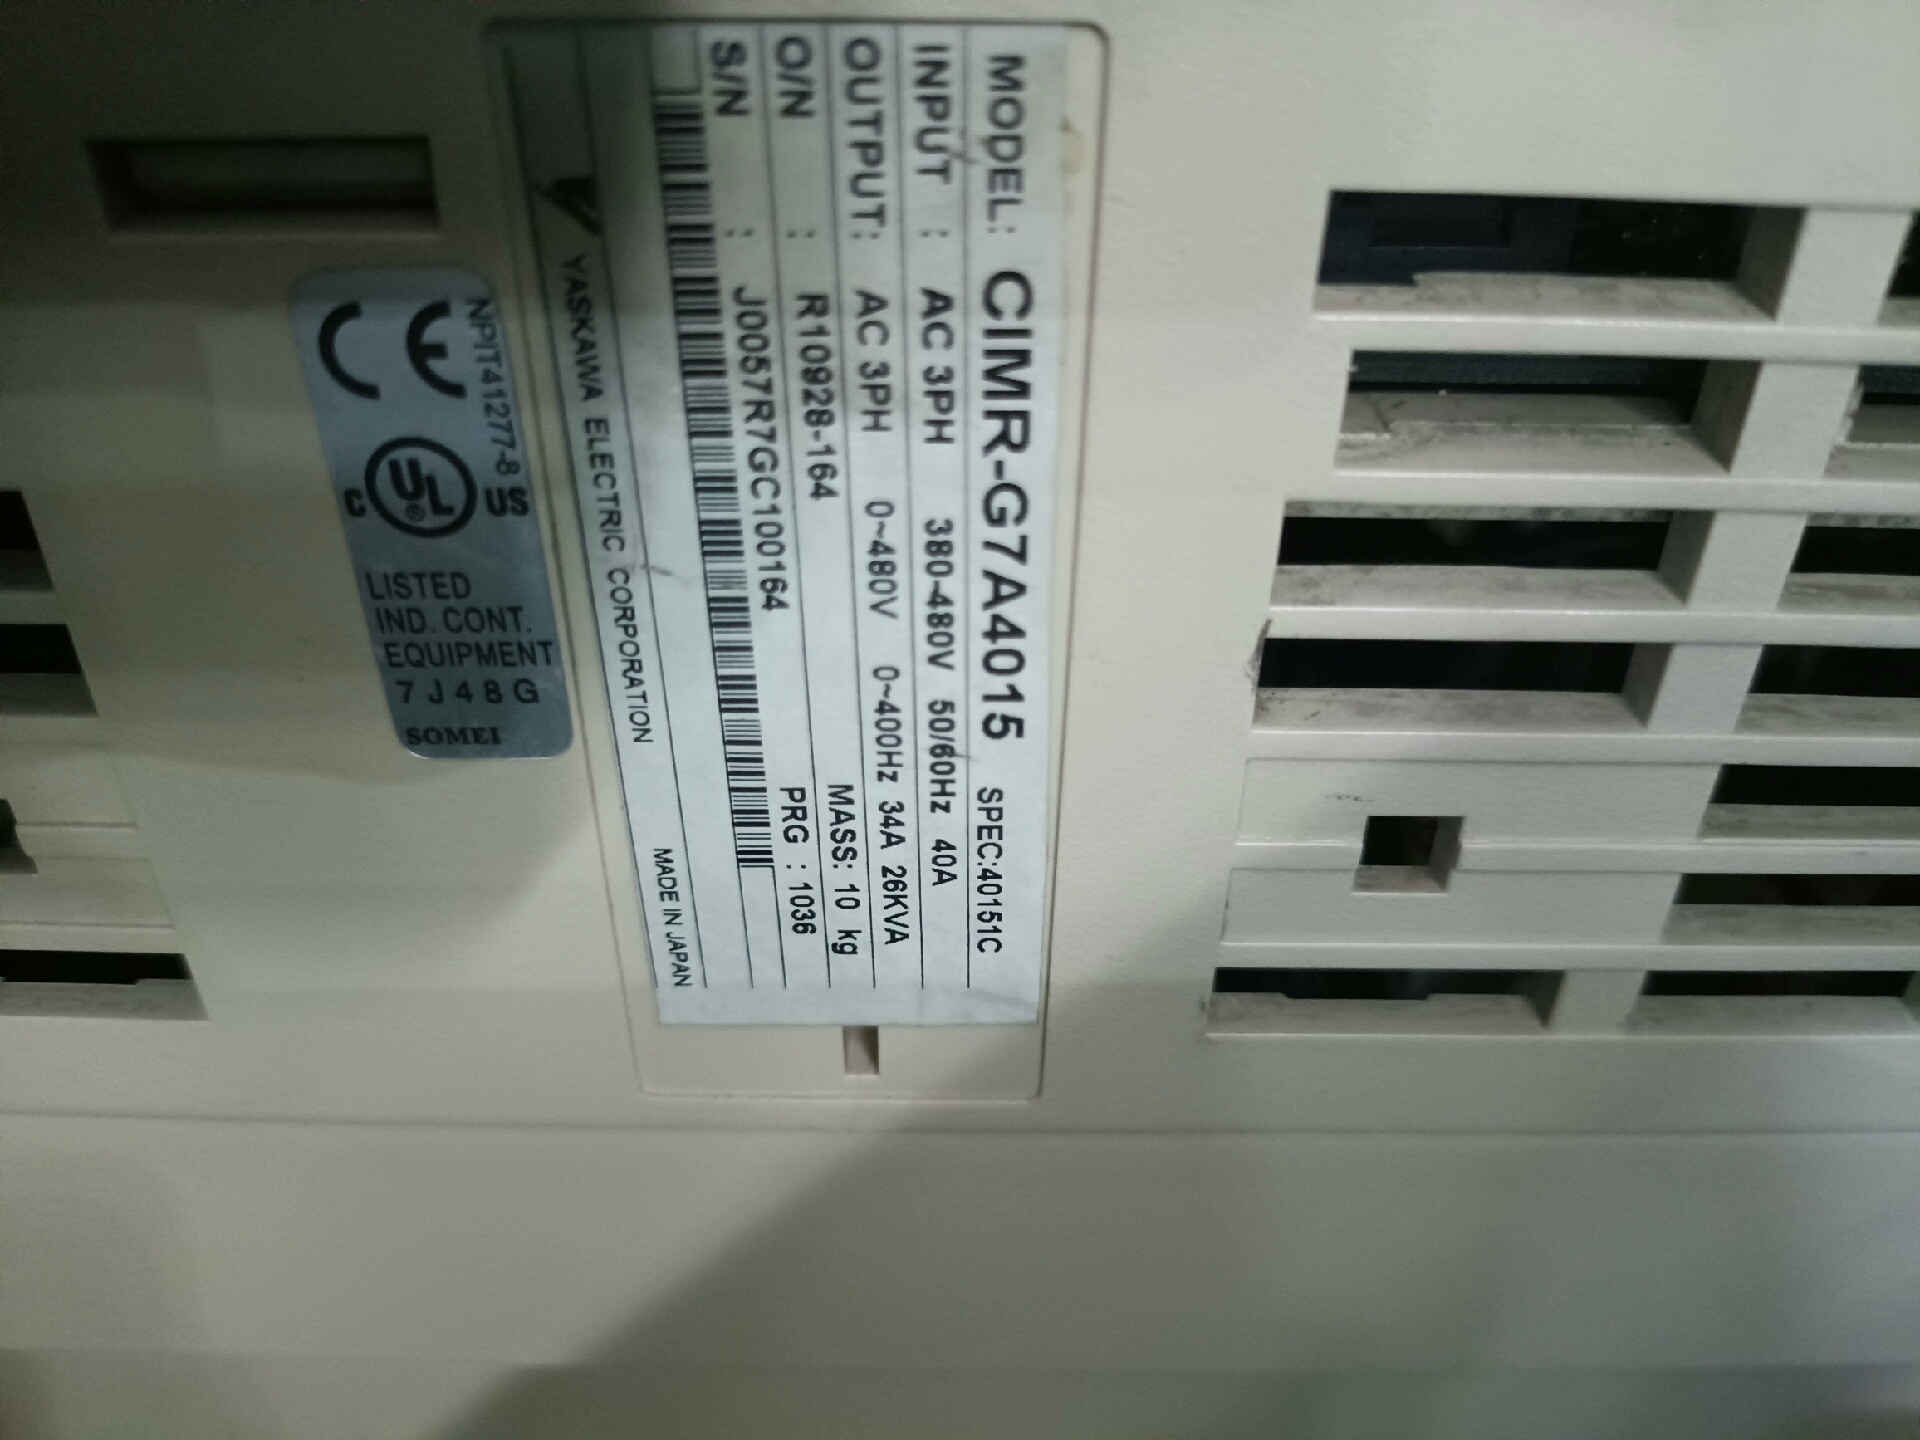 MODEL: CIMR-G7A4015 SPEC:40151C
INPUT : AC 3PH 380-480V 50/60Hz 40A
OUTPUT: AC 3PH 0~480V 0~400Hz 34A 26KVA
O/N : R10928-164 MASS: 10 kg
S/N : J0057R7GC100164 PRG : 1036
YASKAWA ELECTRIC CORPORATION MADE IN JAPAN
NPIT41277-8
CE
C UL® US
LISTED
IND. CONT.
EQUIPMENT
7J48G
SOMEI